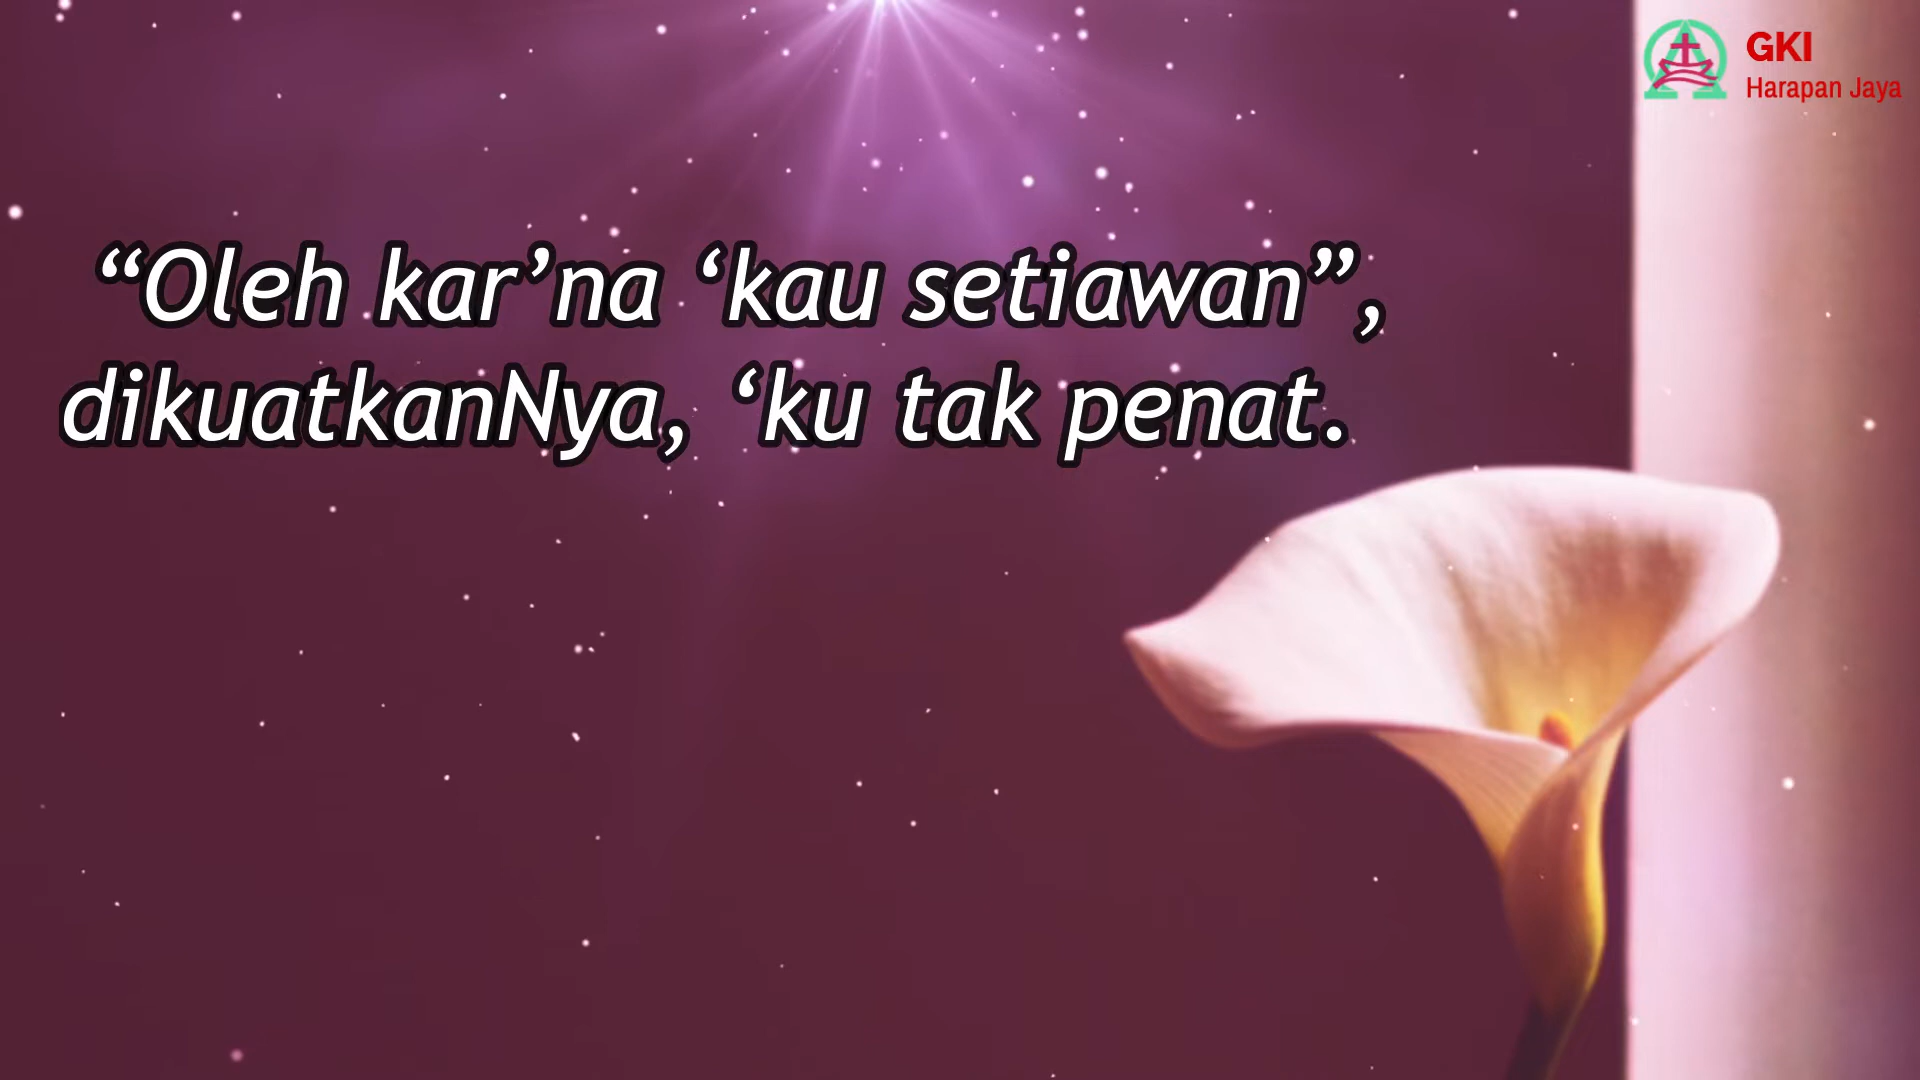 GKI
Harapan Jaya
“Oleh kar’na ‘kau setiawan”,
dikuatkanNya, ‘ku tak penat.